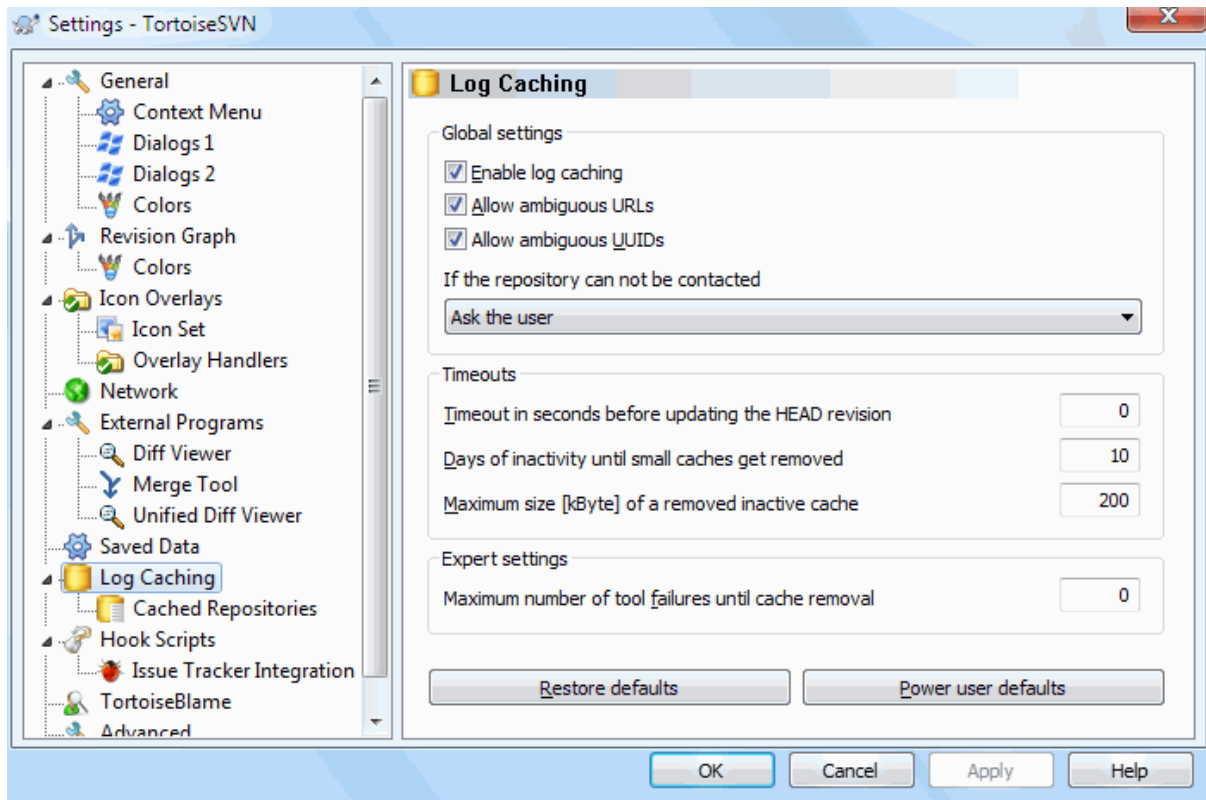 Settings - TortoiseSVN
General
Context Menu
Dialogs 1
Dialogs 2
Colors
Revision Graph
Colors
Icon Overlays
Icon Set
Overlay Handlers
Network
External Programs
Diff Viewer
Merge Tool
Unified Diff Viewer
Saved Data
Log Caching
Cached Repositories
Hook Scripts
Issue Tracker Integration
TortoiseBlame
Advanced
Log Caching
Global settings
Enable log caching
Allow ambiguous URLs
Allow ambiguous UUIDs
If the repository can not be contacted
Ask the user
Timeouts
Timeout in seconds before updating the HEAD revision 0
Days of inactivity until small caches get removed 10
Maximum size [kByte] of a removed inactive cache 200
Expert settings
Maximum number of tool failures until cache removal 0
Restore defaults Power user defaults
OK Cancel Apply Help